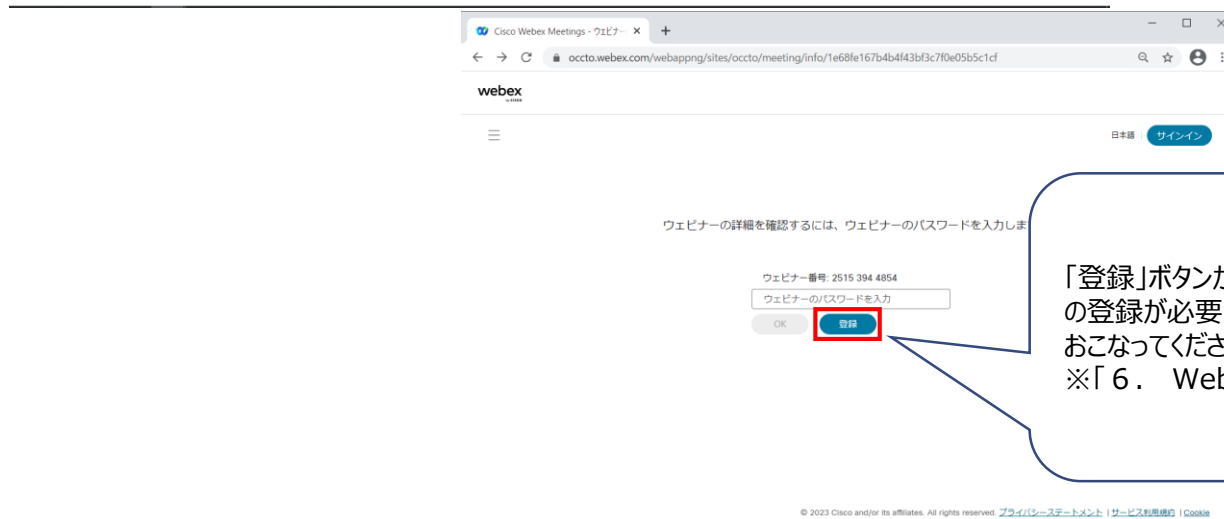 Cisco Webex Meetings - ウェビナー
occto.webex.com/webappng/sites/occto/meeting/info/1e68fe167b4b4f43bf3c7f0e05b5c1cf
webex
by CISCO
日本語 サインイン
ウェビナーの詳細を確認するには、ウェビナーのパスワードを入力しま
ウェビナー番号: 2515 394 4854
ウェビナーのパスワードを入力
OK 登録
「登録」ボタンが
の登録が必要
おこなってくださ
※「６． Web
© 2023 Cisco and/or its affiliates. All rights reserved. プライバシーステートメント | サービス利用規約 | Cookie